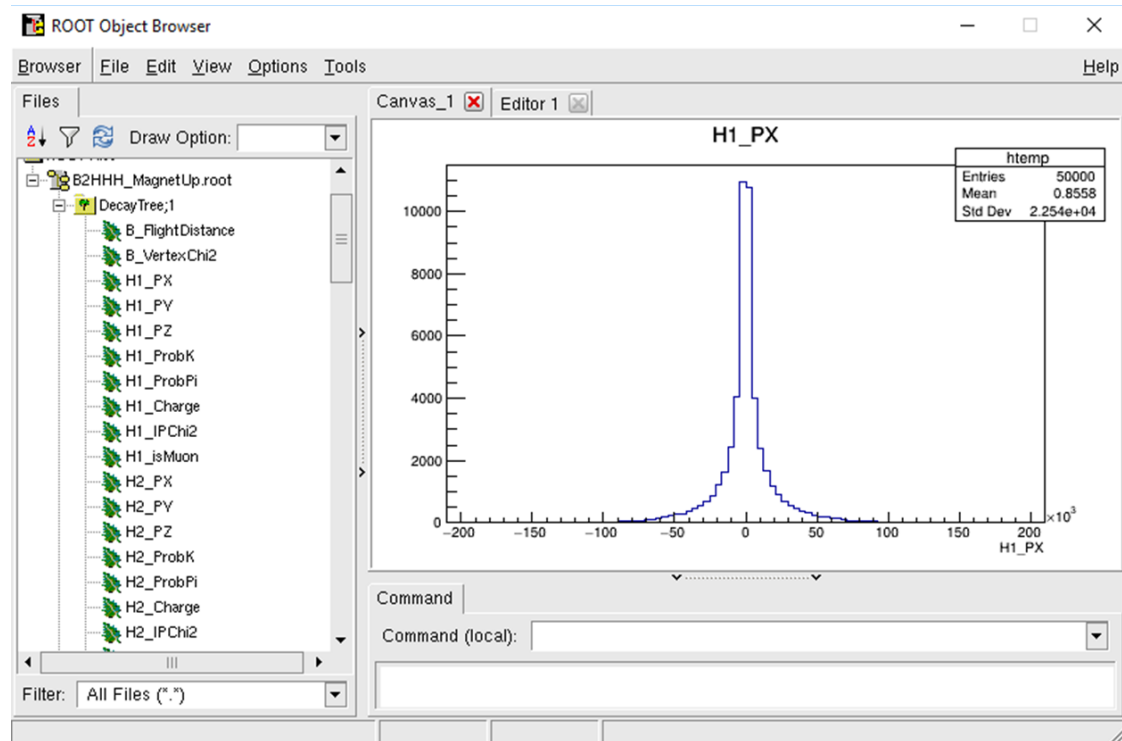 ROOT Object Browser
Browser File Edit View Options Tools Help
Files
Draw Option:
B2HHH_MagnetUp.root
DecayTree;1
B_FlightDistance
B_VertexChi2
H1_PX
H1_PY
H1_PZ
H1_ProbK
H1_ProbPi
H1_Charge
H1_IPChi2
H1_isMuon
H2_PX
H2_PY
H2_PZ
H2_ProbK
H2_ProbPi
H2_Charge
H2_IPChi2
Filter: All Files (*.*)
Canvas_1 Editor 1
H1_PX
htemp
Entries 50000
Mean 0.8558
Std Dev 2.254e+04
10000
8000
6000
4000
2000
0
−200 −150 −100 −50 0 50 100 150 200
×10³
H1_PX
Command
Command (local):